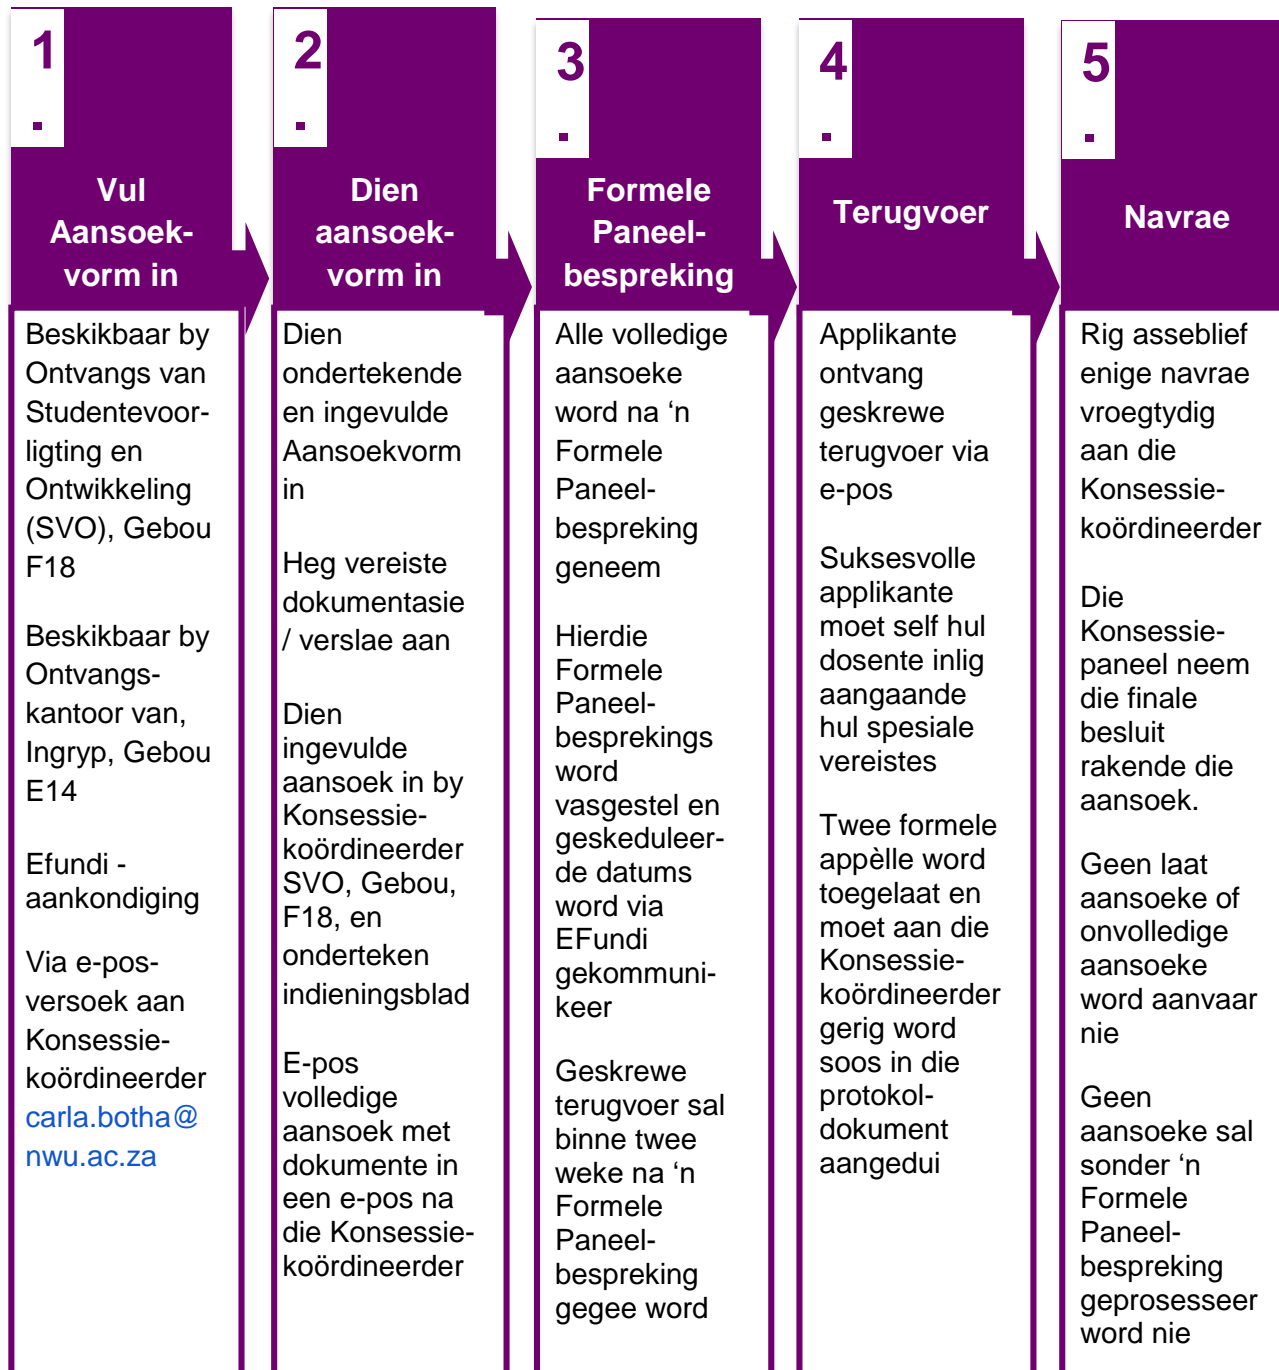 1
.
Vul
Aansoek-
vorm in
Beskikbaar by
Ontvangs van
Studentevoor-
ligting en
Ontwikkeling
(SVO), Gebou
F18
Beskikbaar by
Ontvangs-
kantoor van,
Ingryp, Gebou
E14
Efundi -
aankondiging
Via e-pos-
versoek aan
Konsessie-
koördineerder
carla.botha@
nwu.ac.za
2
.
Dien
aansoek-
vorm in
Dien
ondertekende
en ingevulde
Aansoekvorm
in
Heg vereiste
dokumentasie
/ verslae aan
Dien
ingevulde
aansoek in by
Konsessie-
koördineerder
SVO, Gebou,
F18, en
onderteken
indieningsblad
E-pos
volledige
aansoek met
dokumente in
een e-pos na
die Konsessie-
koördineerder
3
.
Formele
Paneel-
bespreking
Alle volledige
aansoeke
word na ‘n
Formele
Paneel-
bespreking
geneem
Hierdie
Formele
Paneel-
besprekings
word
vasgestel en
geskeduleer-
de datums
word via
EFundi
gekommuni-
keer
Geskrewe
terugvoer sal
binne twee
weke na ‘n
Formele
Paneel-
bespreking
gegee word
4
.
Terugvoer
Applikante
ontvang
geskrewe
terugvoer via
e-pos
Suksesvolle
applikante
moet self hul
dosente inlig
aangaande
hul spesiale
vereistes
Twee formele
appèlle word
toegelaat en
moet aan die
Konsessie-
koördineerder
gerig word
soos in die
protokol-
dokument
aangedui
5
.
Navrae
Rig asseblief
enige navrae
vroegtydig
aan die
Konsessie-
koördineerder
Die
Konsessie-
paneel neem
die finale
besluit
rakende die
aansoek.
Geen laat
aansoeke of
onvolledige
aansoeke
word aanvaar
nie
Geen
aansoeke sal
sonder ‘n
Formele
Paneel-
bespreking
geprosesseer
word nie